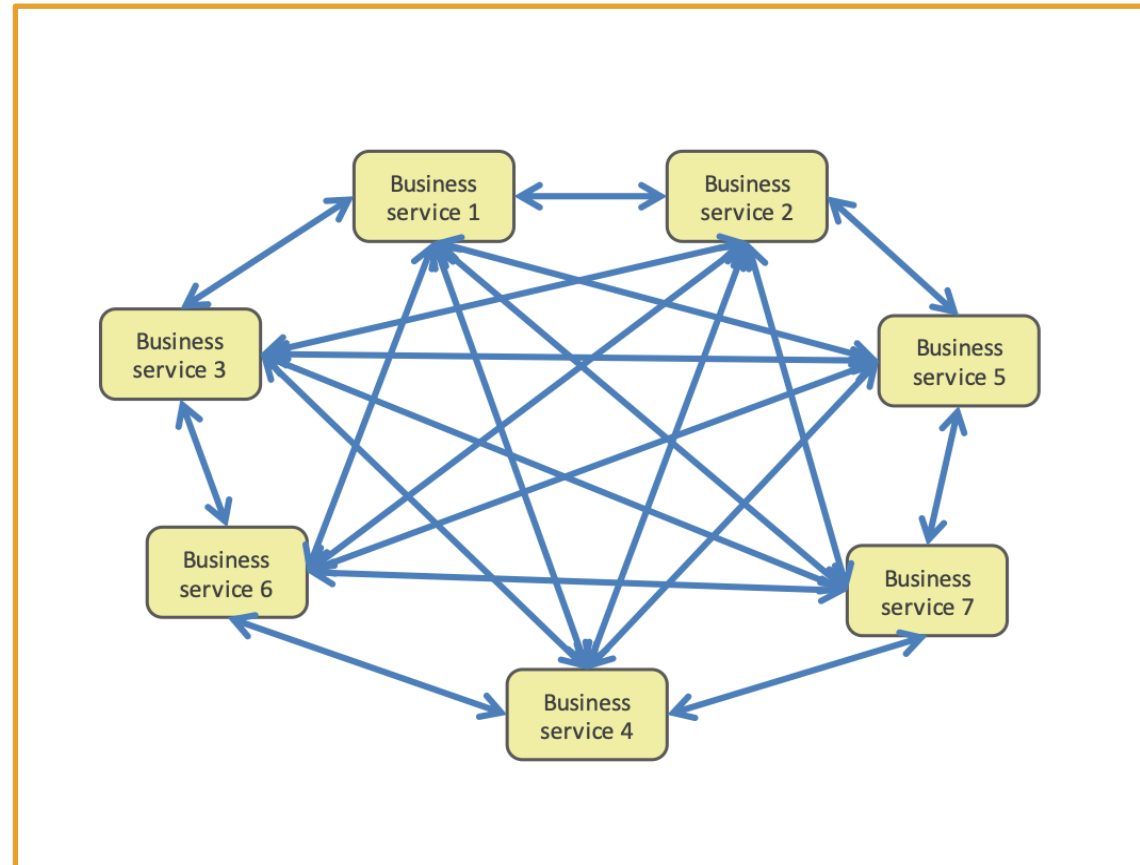 Business
service 1
Business
service 2
Business
service 3
Business
service 5
Business
service 6
Business
service 7
Business
service 4